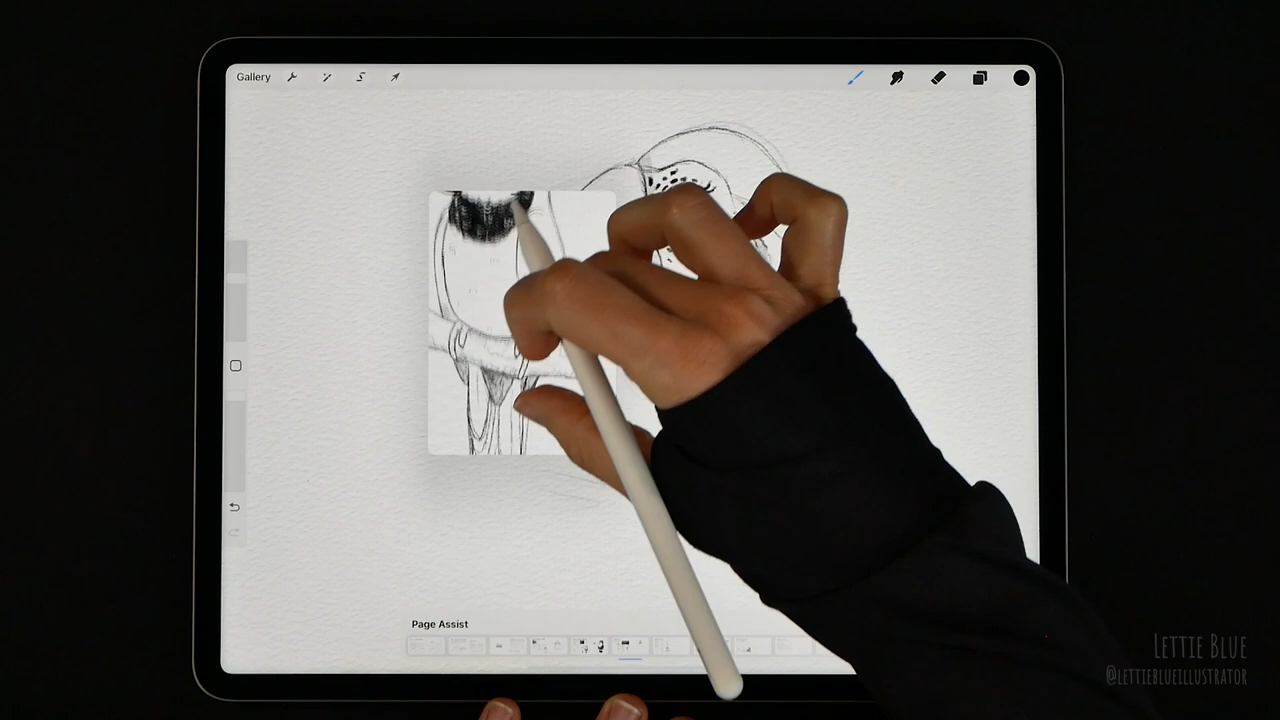 Gallery
Page Assist
Lettie Blue
@lettieblueillustrator